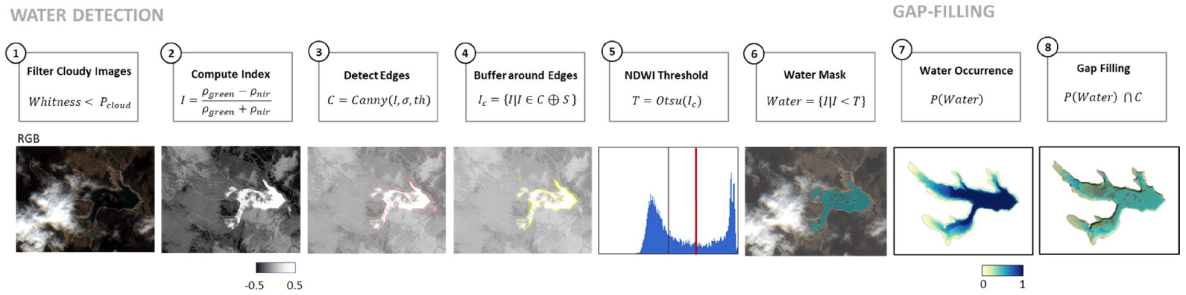 WATER DETECTION
GAP-FILLING
1
Filter Cloudy Images
Whitness < P_cloud
2
Compute Index
I = (ρ_green − ρ_nir) / (ρ_green + ρ_nir)
3
Detect Edges
C = Canny(I, σ, th)
4
Buffer around Edges
I_c = {I|I ∈ C ⊕ S}
5
NDWI Threshold
T = Otsu(I_c)
6
Water Mask
Water = {I|I < T}
7
Water Occurrence
P(Water)
8
Gap Filling
P(Water) ⋂ C
RGB
-0.5 0.5
0 1